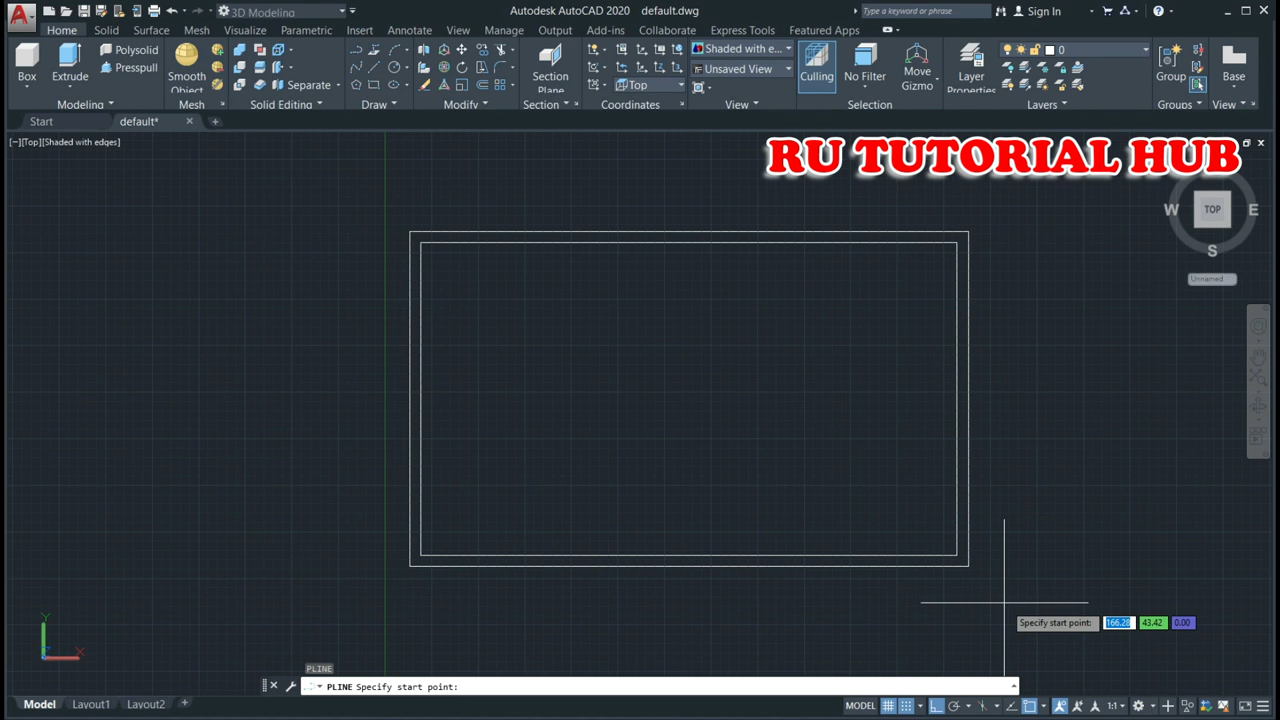 3D Modeling
Autodesk AutoCAD 2020 default.dwg
Type a keyword or phrase
Sign In
Home Solid Surface Mesh Visualize Parametric Insert Annotate View Manage Output Add-ins Collaborate Express Tools Featured Apps
Box
Extrude
Polysolid
Presspull
Smooth
Object
Separate
Section
Plane
Top
Shaded with e...
Unsaved View
Culling
No Filter
Move
Gizmo
Layer
Properties
0
Group
Base
Modeling Mesh Solid Editing Draw Modify Section Coordinates View Selection Layers Groups View
Start default*
[−][Top][Shaded with edges]
RU TUTORIAL HUB
W TOP E
S
Unnamed
Specify start point: 166.28 43.42 0.00
Y
X
PLINE
PLINE Specify start point:
Model Layout1 Layout2
MODEL
1:1